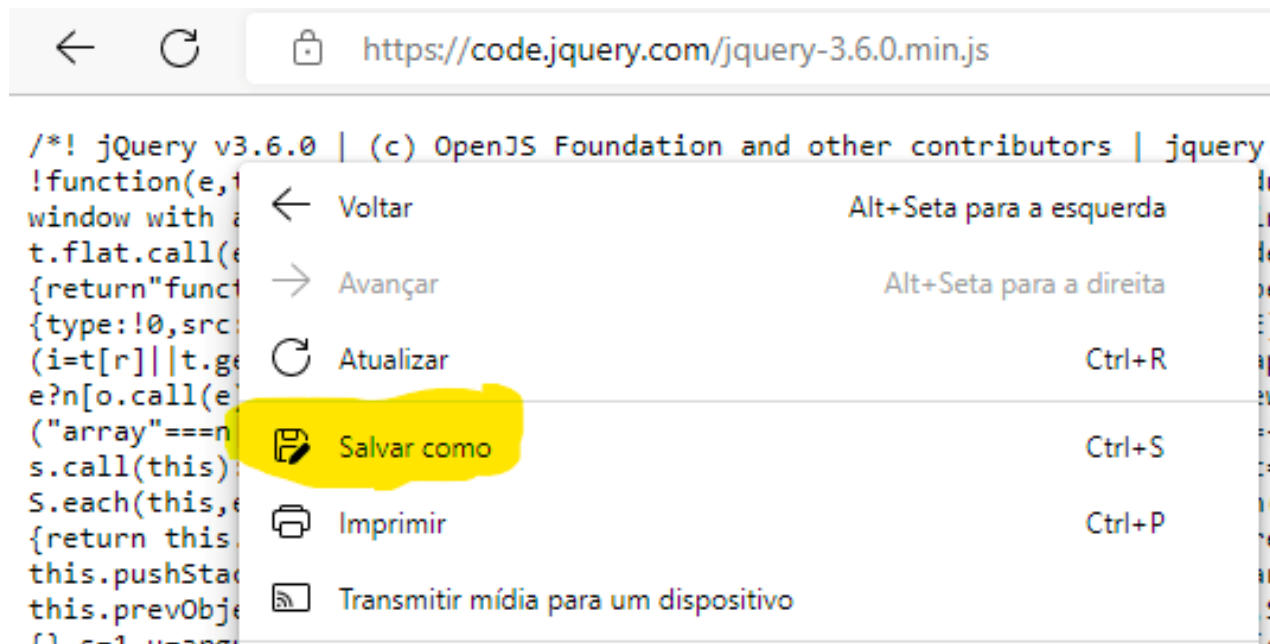 https://code.jquery.com/jquery-3.6.0.min.js
/*! jQuery v3.6.0 | (c) OpenJS Foundation and other contributors | jquery
!function(e,
window with
t.flat.call(
{return"funct
{type:!0,src:
(i=t[r]||t.ge
e?n[o.call(e
("array"===n
s.call(this)
S.each(this,
{return this.
this.pushStac
this.prevObje
Voltar Alt+Seta para a esquerda
Avançar Alt+Seta para a direita
Atualizar Ctrl+R
Salvar como Ctrl+S
Imprimir Ctrl+P
Transmitir mídia para um dispositivo